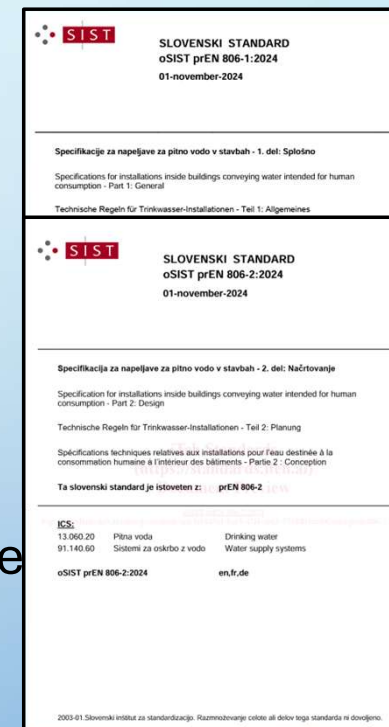 SIST
SLOVENSKI STANDARD
oSIST prEN 806-1:2024
01-november-2024
Specifikacije za napeljave za pitno vodo v stavbah - 1. del: Splošno
Specifications for installations inside buildings conveying water intended for human
consumption - Part 1: General
Technische Regeln für Trinkwasser-Installationen - Teil 1: Allgemeines
SIST
SLOVENSKI STANDARD
oSIST prEN 806-2:2024
01-november-2024
Specifikacija za napeljave za pitno vodo v stavbah - 2. del: Načrtovanje
Specification for installations inside buildings conveying water intended for human
consumption - Part 2: Design
Technische Regeln für Trinkwasser-Installationen - Teil 2: Planung
Spécifications techniques relatives aux installations pour l'eau destinée à la
consommation humaine à l'intérieur des bâtiments - Partie 2 : Conception
Ta slovenski standard je istoveten z: prEN 806-2
ICS:
13.060.20 Pitna voda Drinking water
91.140.60 Sistemi za oskrbo z vodo Water supply systems
e
oSIST prEN 806-2:2024 en,fr,de
2003-01.Slovenski inštitut za standardizacijo. Razmnoževanje celote ali delov tega standarda ni dovoljeno.